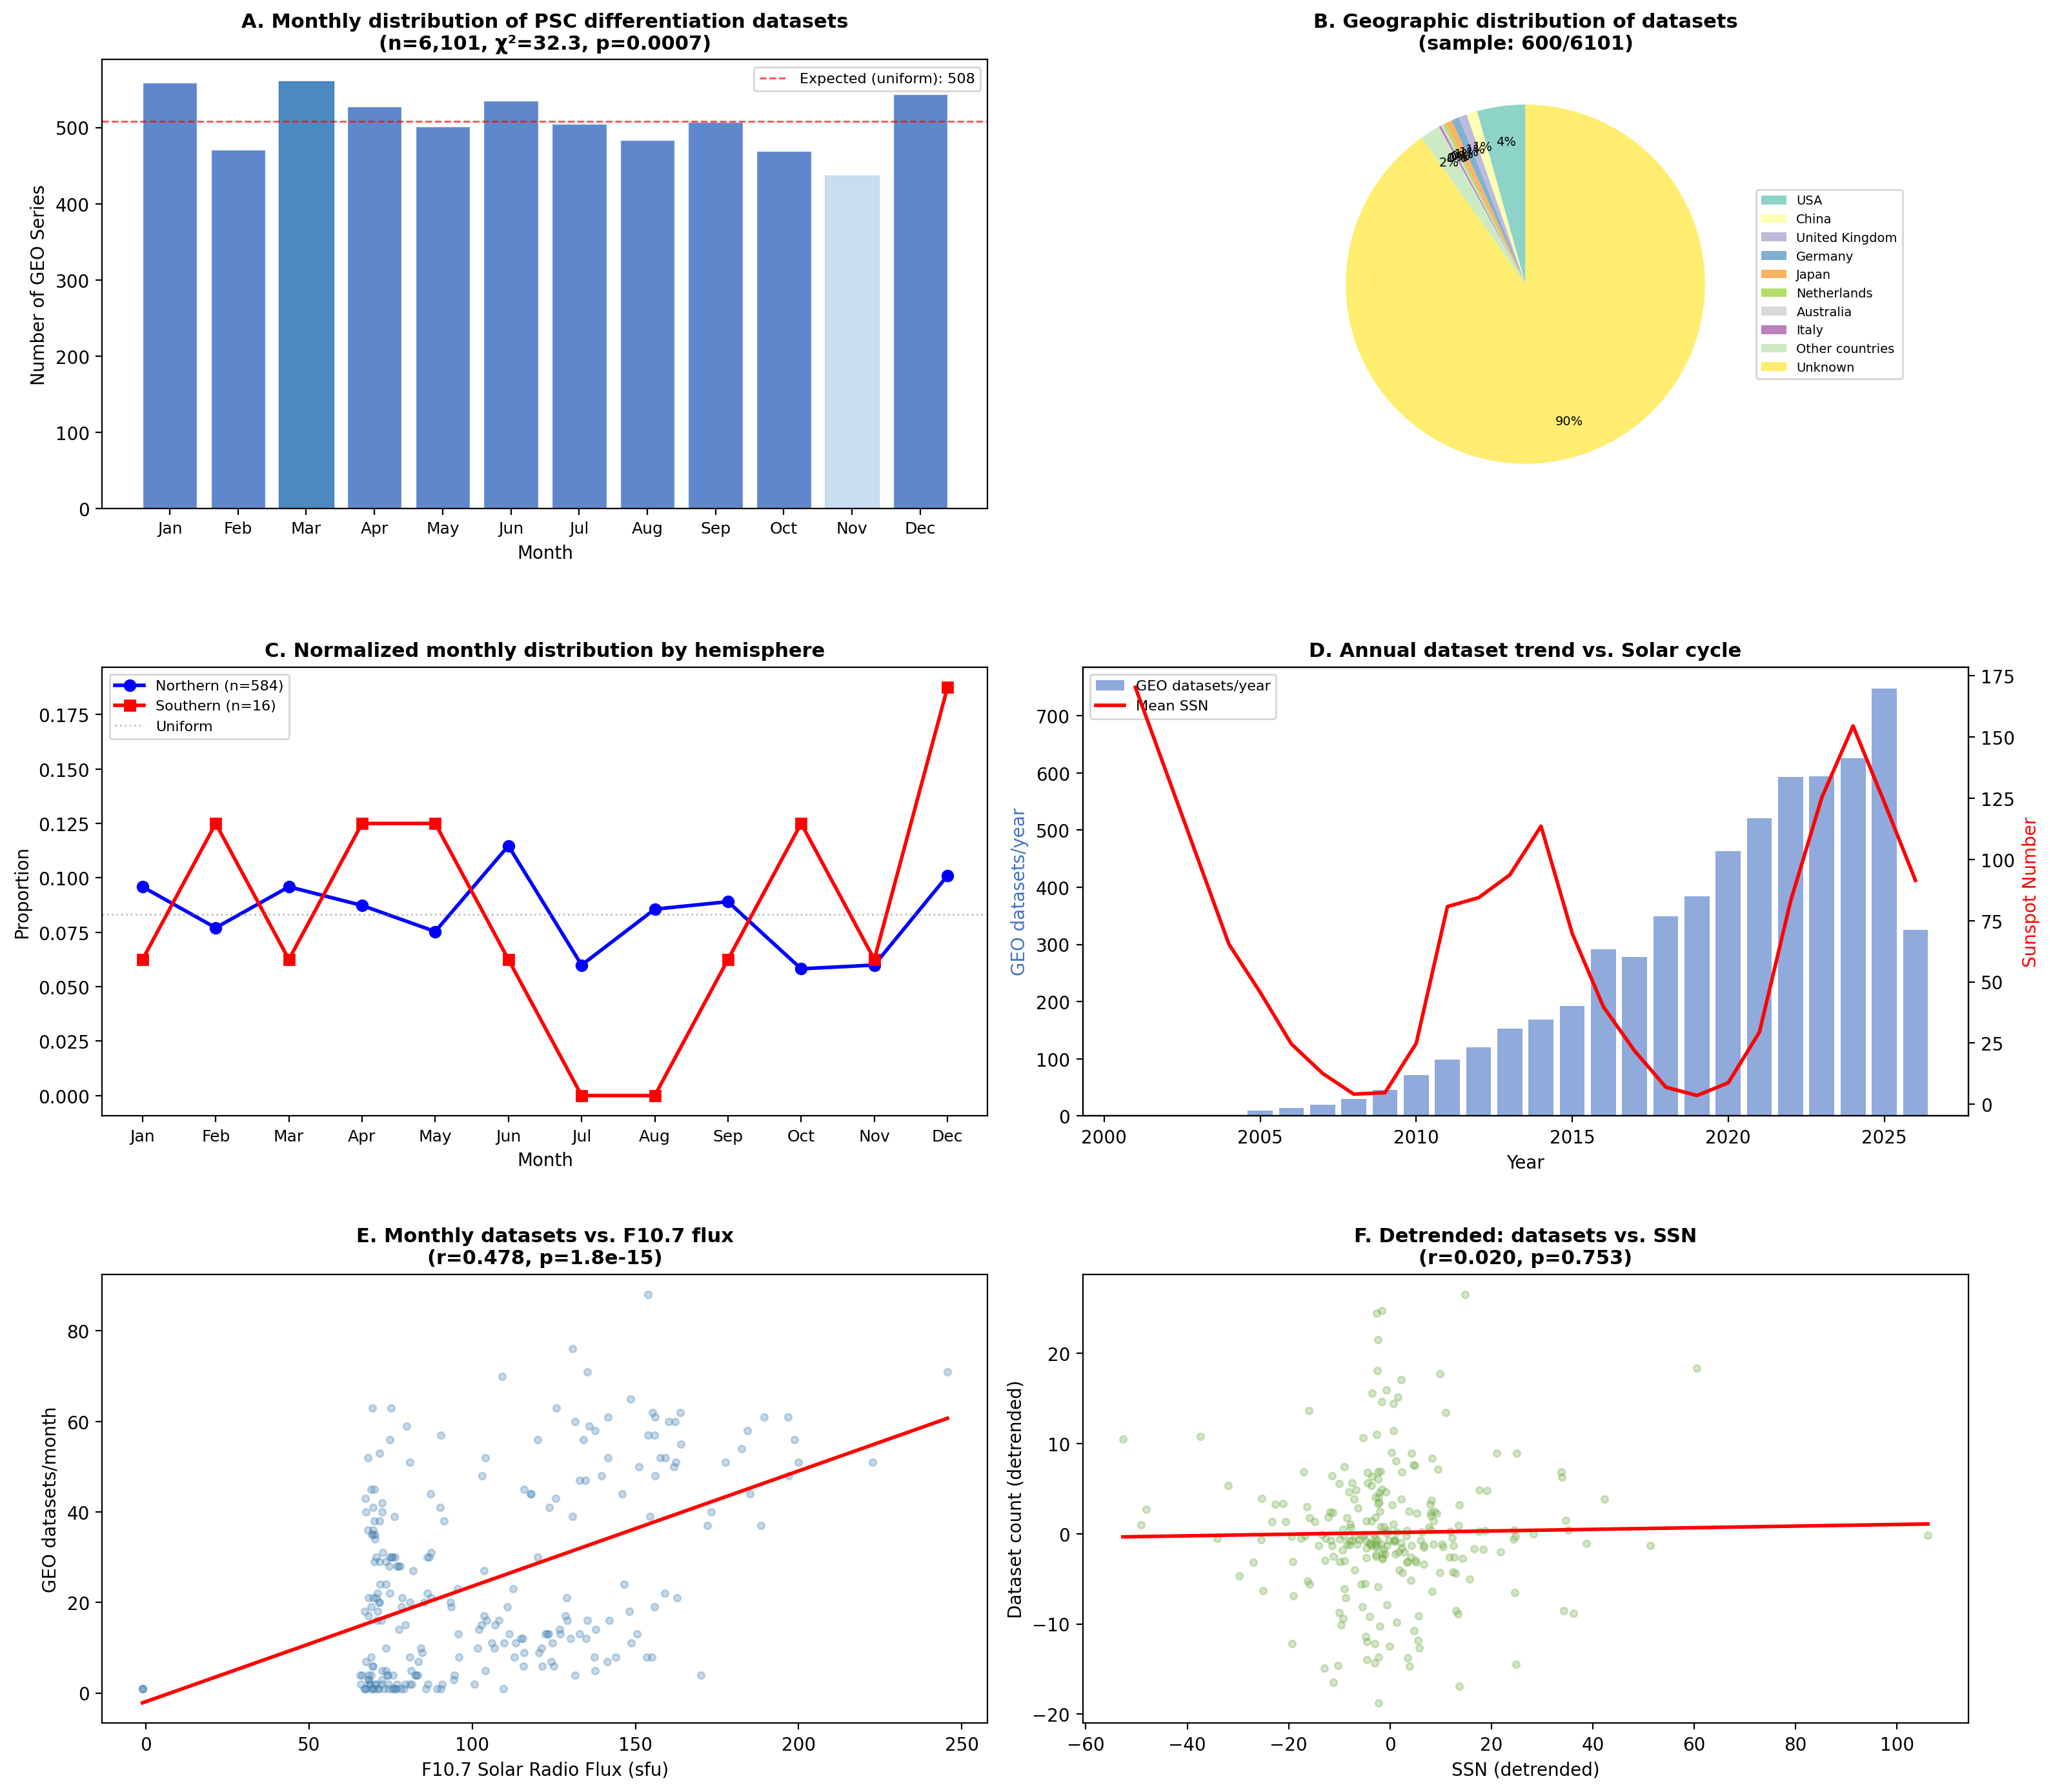 A. Monthly distribution of PSC differentiation datasets
(n=6,101, χ²=32.3, p=0.0007)
Expected (uniform): 508
Number of GEO Series
500
400
300
200
100
0
Jan Feb Mar Apr May Jun Jul Aug Sep Oct Nov Dec
Month
B. Geographic distribution of datasets
(sample: 600/6101)
4%
1%
2%
90%
USA
China
United Kingdom
Germany
Japan
Netherlands
Australia
Italy
Other countries
Unknown
C. Normalized monthly distribution by hemisphere
Northern (n=584)
Southern (n=16)
Uniform
Proportion
0.175
0.150
0.125
0.100
0.075
0.050
0.025
0.000
Jan Feb Mar Apr May Jun Jul Aug Sep Oct Nov Dec
Month
D. Annual dataset trend vs. Solar cycle
GEO datasets/year
Mean SSN
GEO datasets/year
700
600
500
400
300
200
100
0
175
150
125
100
75
50
25
0
Sunspot Number
2000 2005 2010 2015 2020 2025
Year
E. Monthly datasets vs. F10.7 flux
(r=0.478, p=1.8e-15)
GEO datasets/month
80
60
40
20
0
0 50 100 150 200 250
F10.7 Solar Radio Flux (sfu)
F. Detrended: datasets vs. SSN
(r=0.020, p=0.753)
Dataset count (detrended)
20
10
0
−10
−20
−60 −40 −20 0 20 40 60 80 100
SSN (detrended)